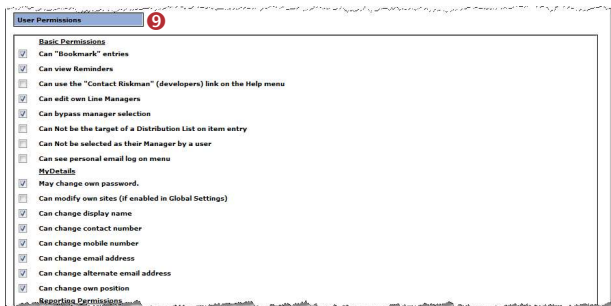 User Permissions
9
Basic Permissions
Can "Bookmark" entries
Can view Reminders
Can use the "Contact Riskman" (developers) link on the Help menu
Can edit own Line Managers
Can bypass manager selection
Can Not be the target of a Distribution List on item entry
Can Not be selected as their Manager by a user
Can see personal email log on menu
MyDetails
May change own password.
Can modify own sites (if enabled in Global Settings)
Can change display name
Can change contact number
Can change mobile number
Can change email address
Can change alternate email address
Can change own position
Reporting Permissions